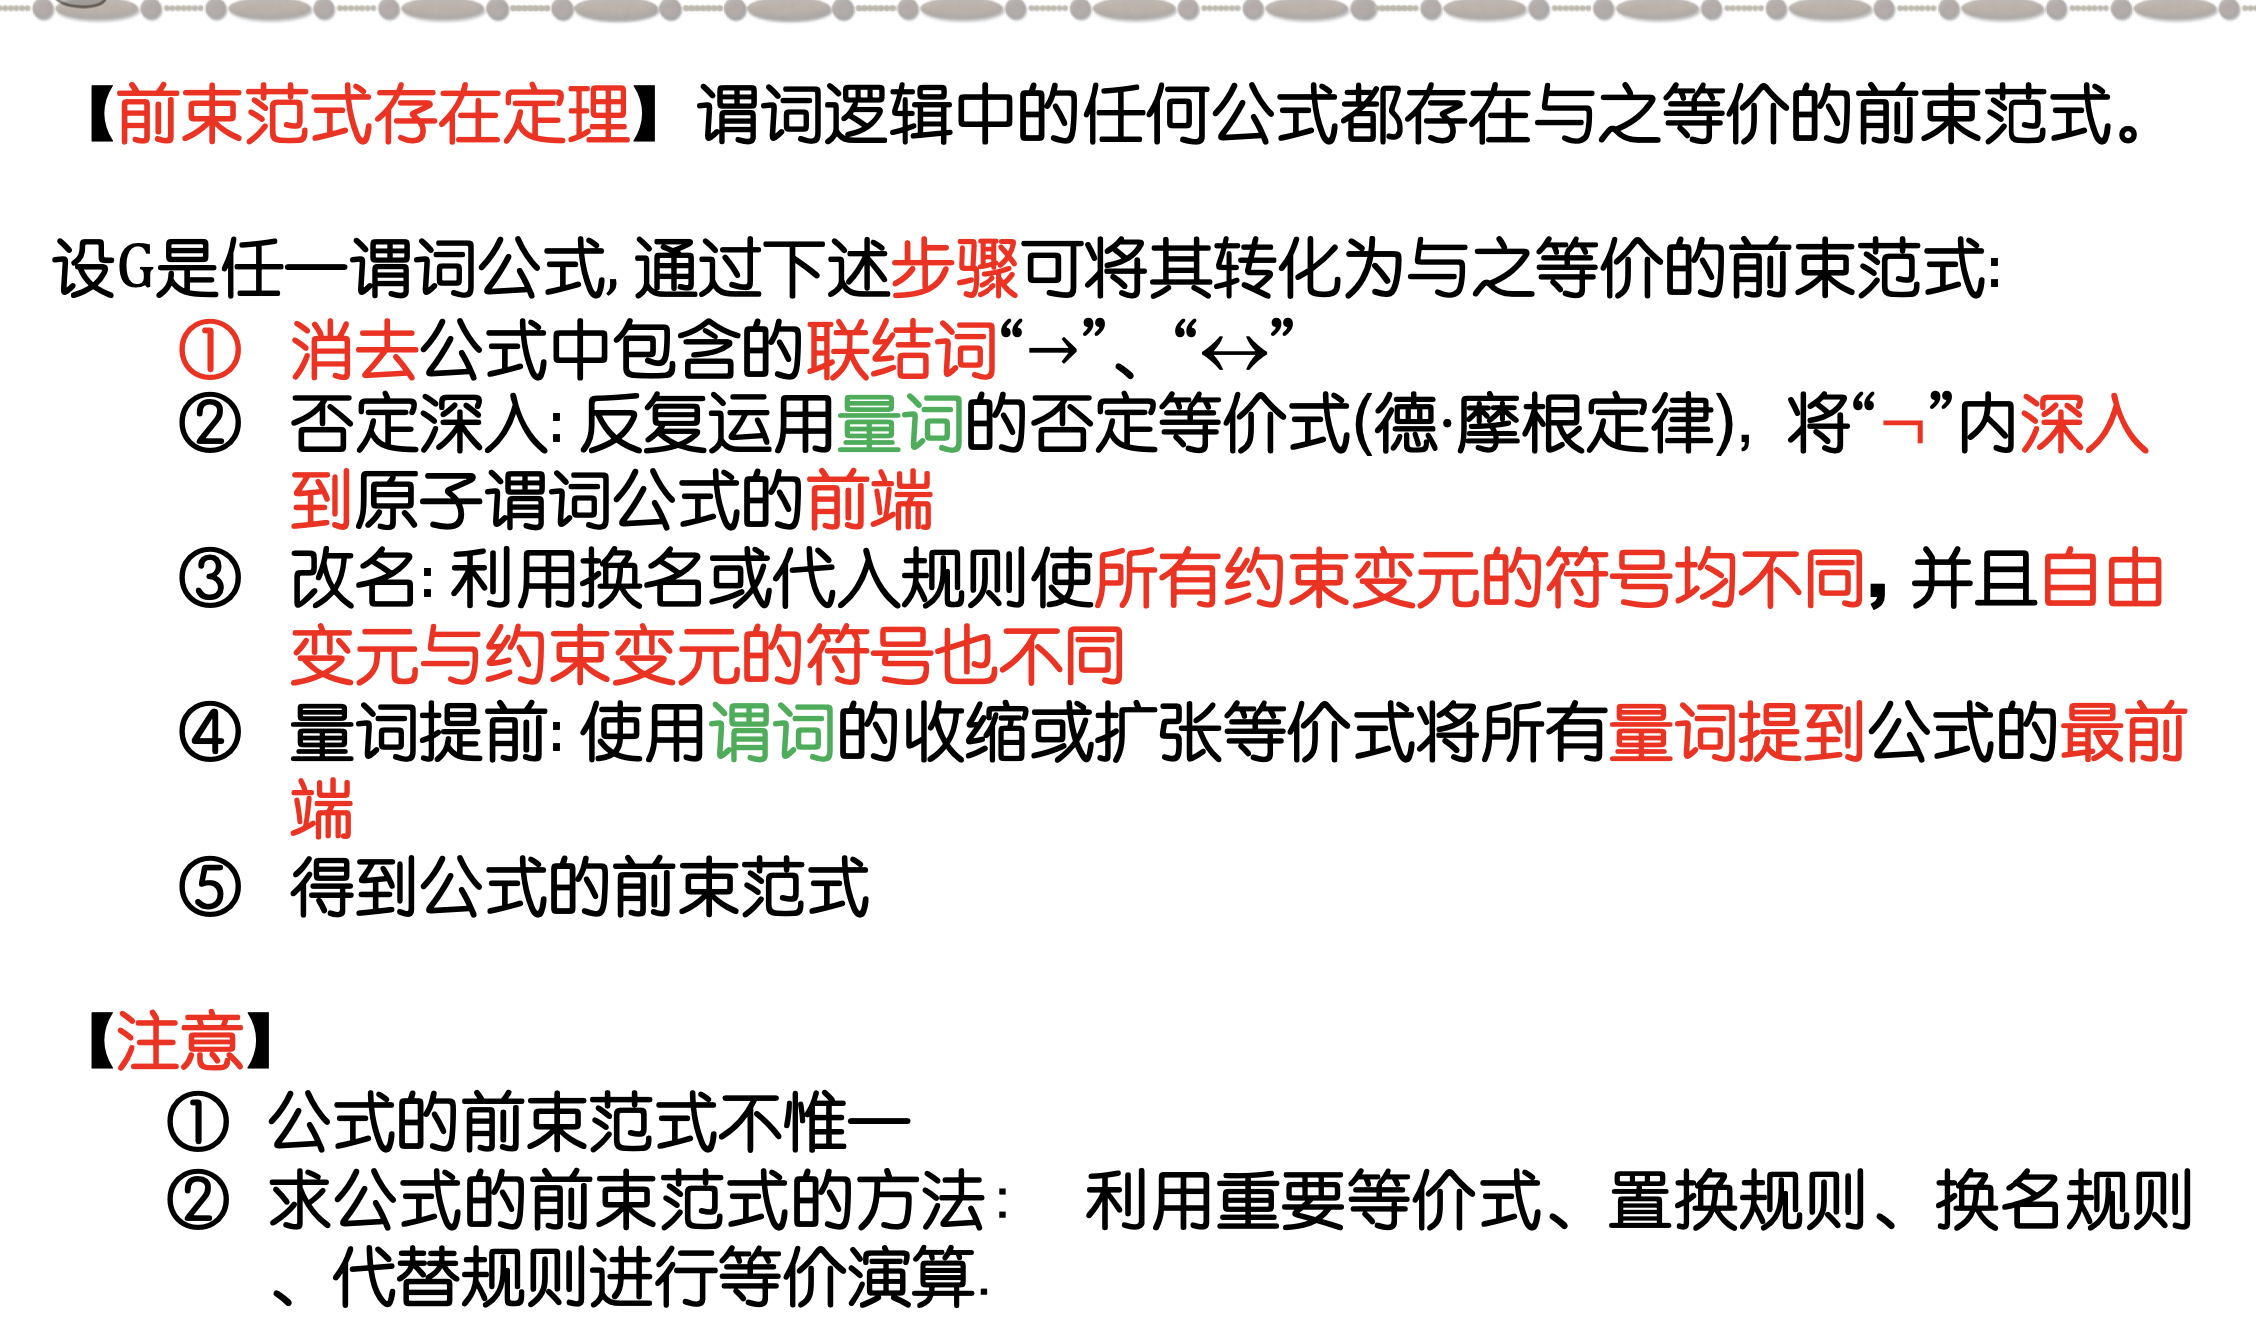 【前束范式存在定理】 谓词逻辑中的任何公式都存在与之等价的前束范式。
设G是任一谓词公式, 通过下述步骤可将其转化为与之等价的前束范式:
① 消去公式中包含的联结词“→”、“↔”
② 否定深入: 反复运用量词的否定等价式(德·摩根定律), 将“¬”内深入
到原子谓词公式的前端
③ 改名: 利用换名或代入规则使所有约束变元的符号均不同, 并且自由
变元与约束变元的符号也不同
④ 量词提前: 使用谓词的收缩或扩张等价式将所有量词提到公式的最前
端
⑤ 得到公式的前束范式
【注意】
① 公式的前束范式不惟一
② 求公式的前束范式的方法: 利用重要等价式、置换规则、换名规则
、代替规则进行等价演算.